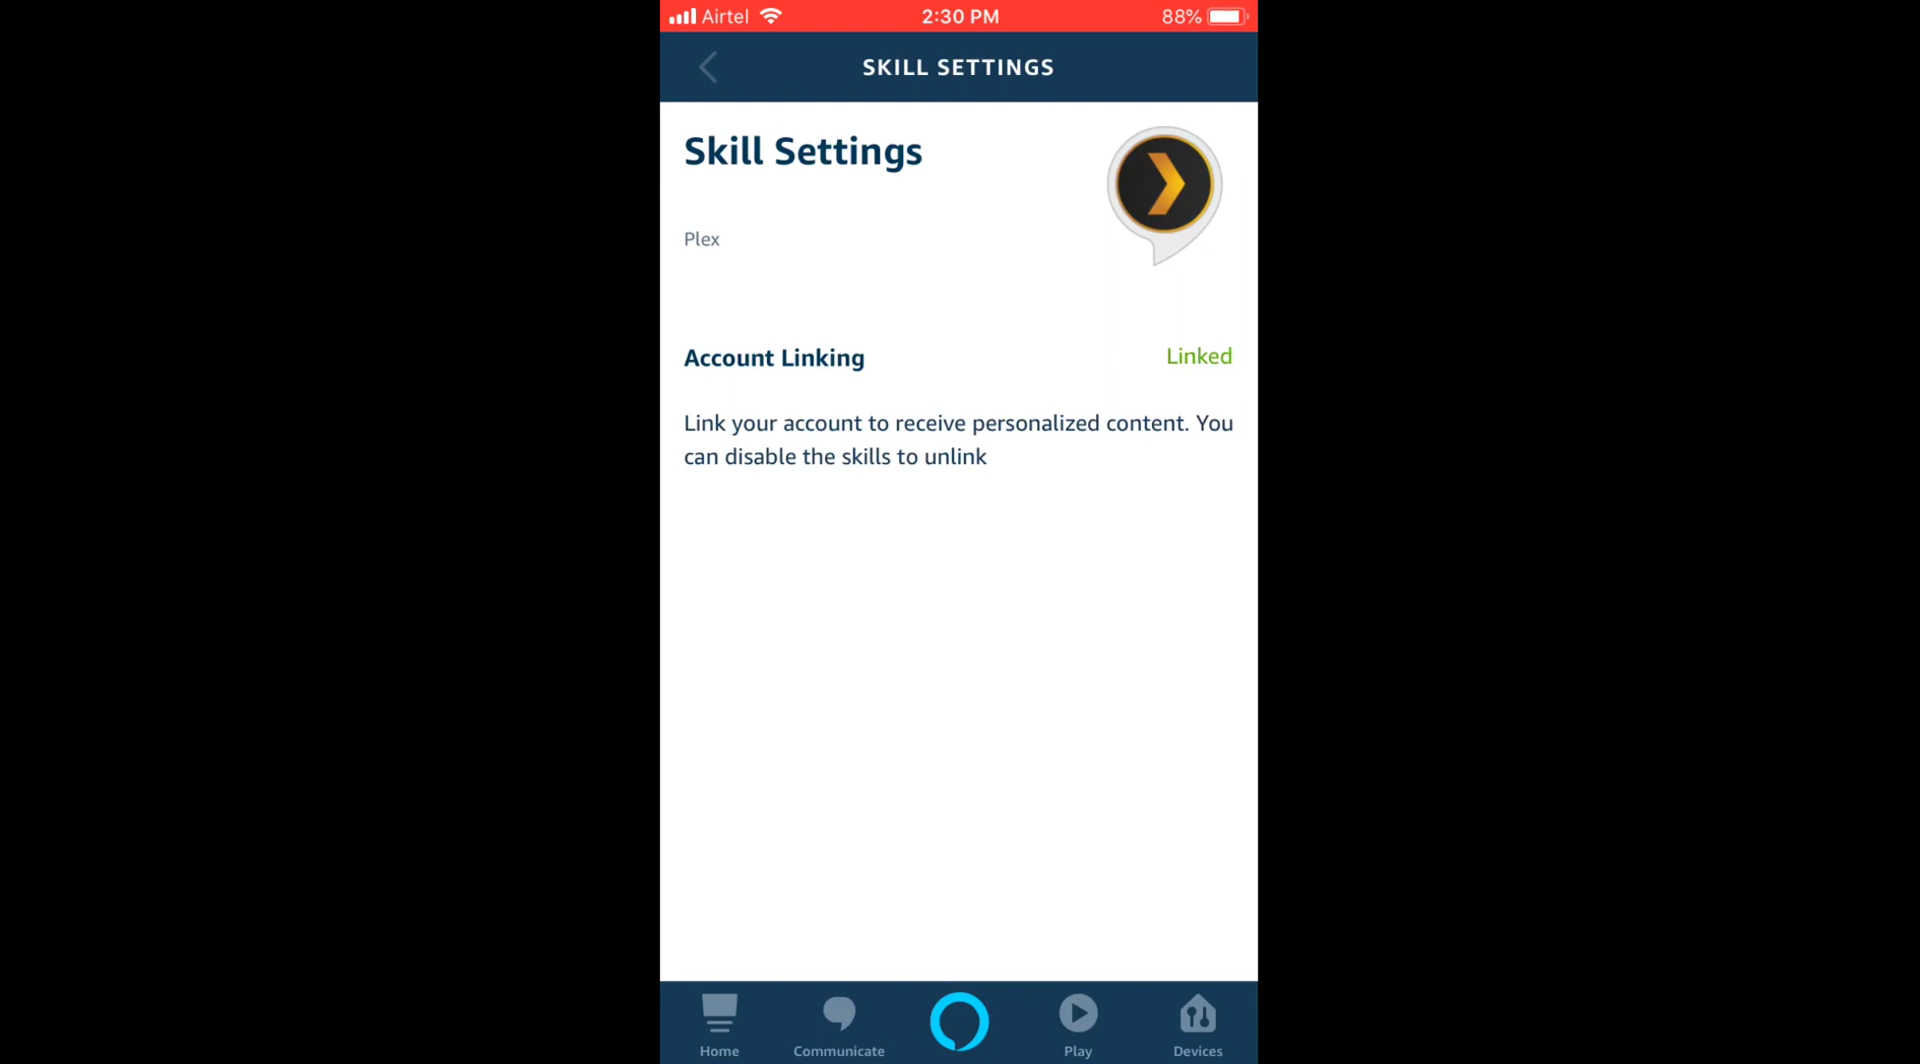 Airtel 2:30 PM 88%
SKILL SETTINGS
Skill Settings
Plex
Account Linking Linked
Link your account to receive personalized content. You
can disable the skills to unlink
Home Communicate Play Devices